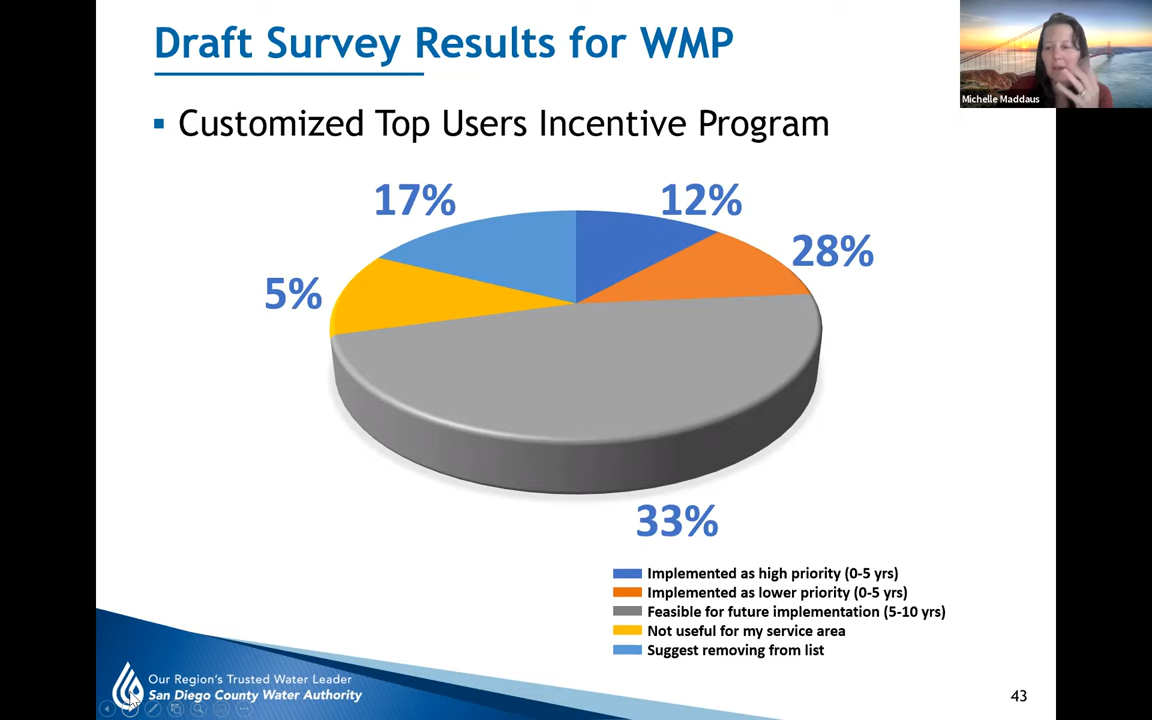 Draft Survey Results for WMP
Michelle Maddaus
▪ Customized Top Users Incentive Program
17%
12%
28%
5%
33%
Implemented as high priority (0-5 yrs)
Implemented as lower priority (0-5 yrs)
Feasible for future implementation (5-10 yrs)
Not useful for my service area
Suggest removing from list
Our Region's Trusted Water Leader
San Diego County Water Authority
43